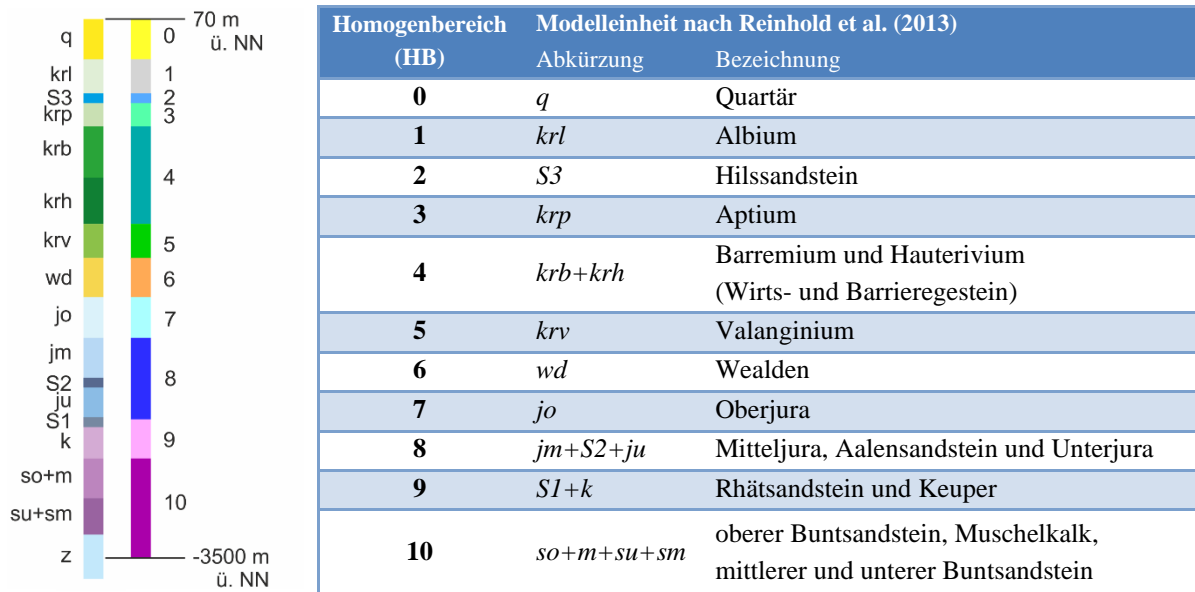 q
krl
S3
krp
krb
krh
krv
wd
jo
jm
S2
ju
S1
k
so+m
su+sm
z
0
1
2
3
4
5
6
7
8
9
10
70 m
ü. NN
-3500 m
ü. NN
Homogenbereich Modelleinheit nach Reinhold et al. (2013)
(HB) Abkürzung Bezeichnung
0 q Quartär
1 krl Albium
2 S3 Hilssandstein
3 krp Aptium
4 krb+krh Barremium und Hauterivium
(Wirts- und Barrieregestein)
5 krv Valanginium
6 wd Wealden
7 jo Oberjura
8 jm+S2+ju Mitteljura, Aalensandstein und Unterjura
9 S1+k Rhätsandstein und Keuper
10 so+m+su+sm oberer Buntsandstein, Muschelkalk,
mittlerer und unterer Buntsandstein